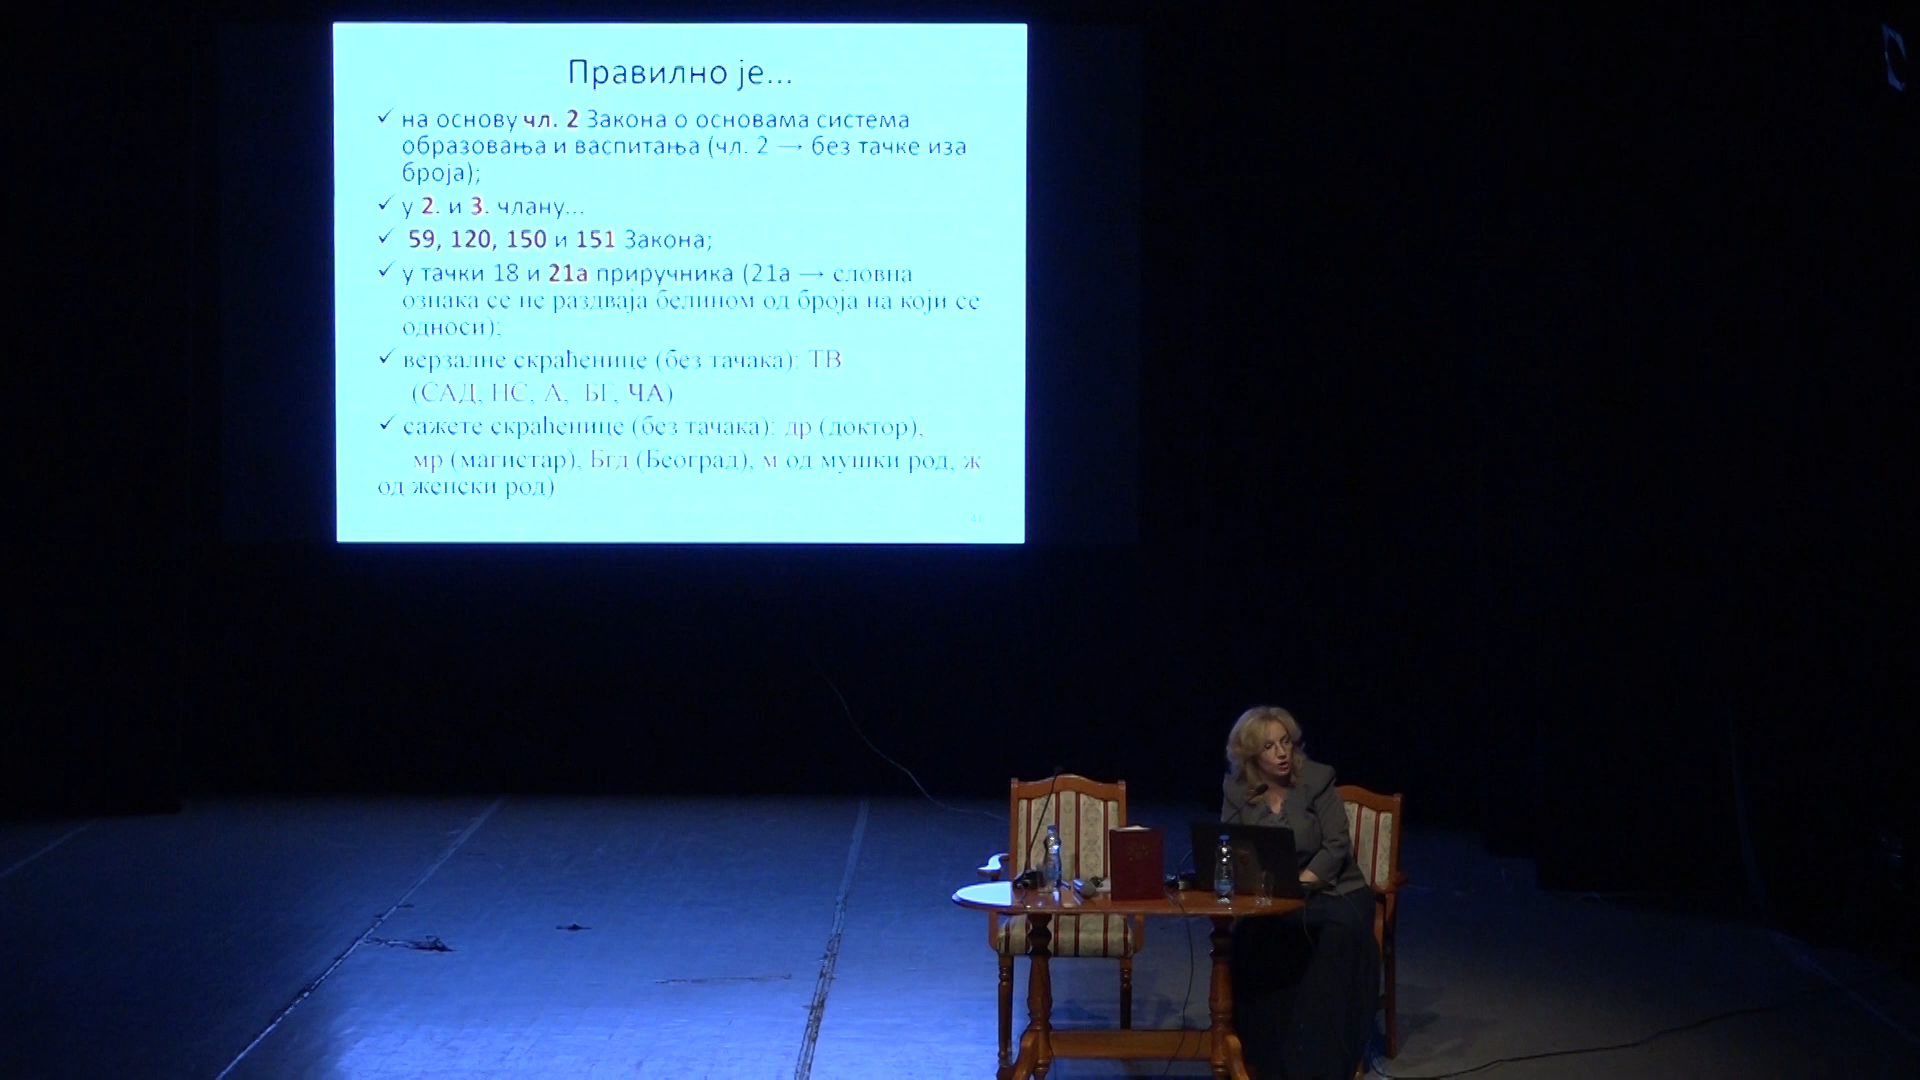 Правилно је...
✓ на основу чл. 2 Закона о основама система
образовања и васпитања (чл. 2 → без тачке иза
броја);
✓ у 2. и 3. члану...
✓ 59, 120, 150 и 151 Закона;
✓ у тачки 18 и 21а приручника (21а → словна
ознака се не раздваја белином од броја на који се
односи);
✓ верзалне скраћенице (без тачака): ТВ
(САД, НС, А, БГ, ЧА)
✓ сажете скраћенице (без тачака): др (доктор),
мр (магистар), Бгд (Београд), м од мушки род, ж
од женски род)